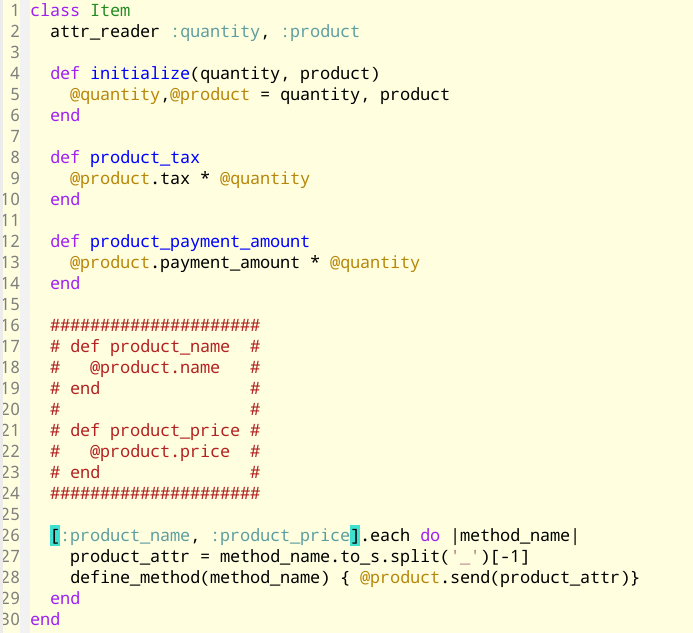 1 class Item
2   attr_reader :quantity, :product
3
4   def initialize(quantity, product)
5     @quantity,@product = quantity, product
6   end
7
8   def product_tax
9     @product.tax * @quantity
10   end
11
12   def product_payment_amount
13     @product.payment_amount * @quantity
14   end
15
16   #####################
17   # def product_name  #
18   #   @product.name   #
19   # end               #
20   #                   #
21   # def product_price #
22   #   @product.price  #
23   # end               #
24   #####################
25
26   [:product_name, :product_price].each do |method_name|
27     product_attr = method_name.to_s.split('_')[-1]
28     define_method(method_name) { @product.send(product_attr)}
29   end
30 end